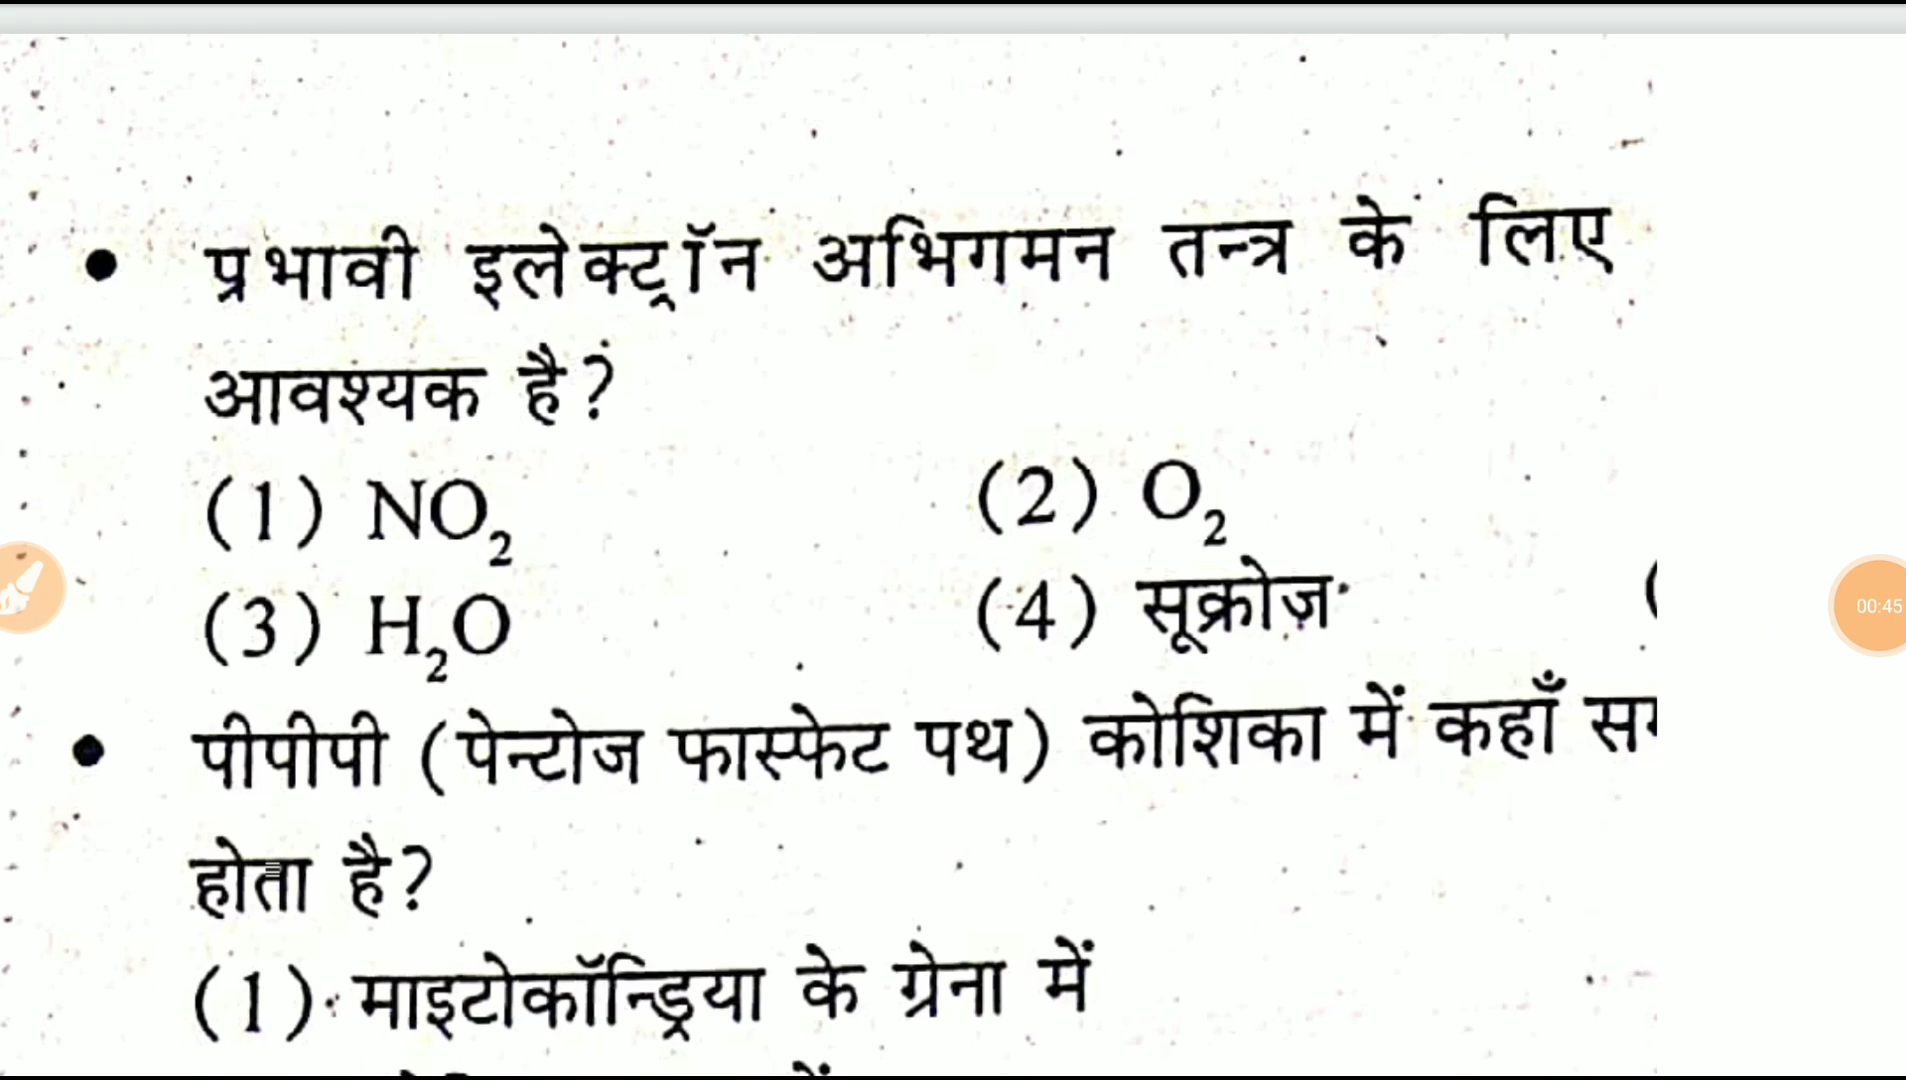 • प्रभावी इलेक्ट्रॉन अभिगमन तन्त्र के लिए
आवश्यक है?
(1) NO₂ (2) O₂
(3) H₂O (4) सूक्रोज़ (
• पीपीपी (पेन्टोज फास्फेट पथ) कोशिका में कहाँ
होता है?
(1) माइटोकॉन्ड्रिया के ग्रेना में
00:45